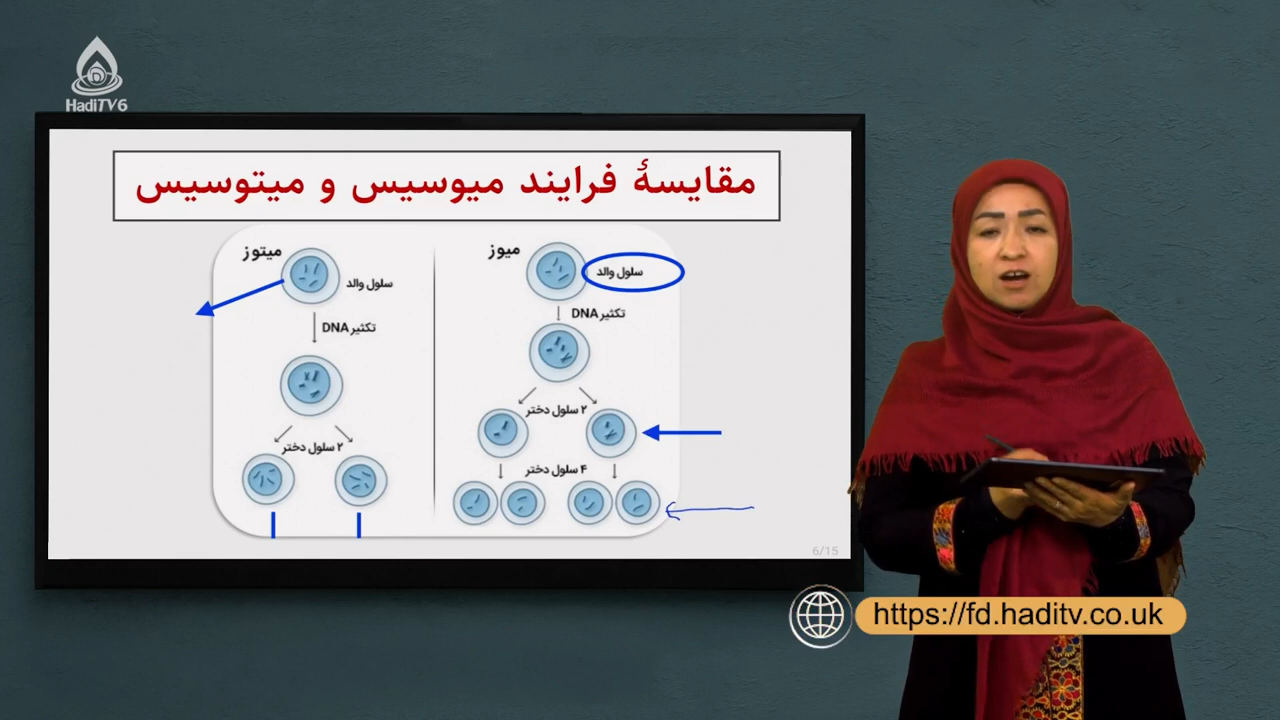 HadiTV6
مقایسهٔ فرایند میوسیس و میتوسیس
میوز
سلول والد
تکثیر DNA
۲ سلول دختر
۴ سلول دختر
میتوز
سلول والد
تکثیر DNA
۲ سلول دختر
6/15
https://fd.haditv.co.uk